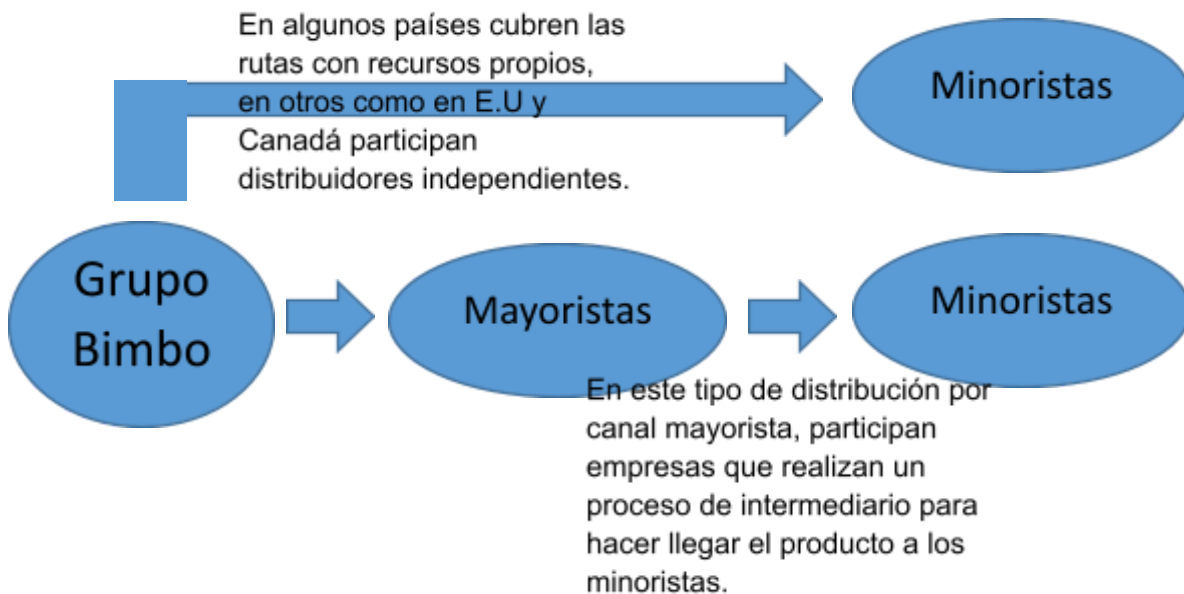 En algunos países cubren las
rutas con recursos propios,
en otros como en E.U y
Canadá participan
distribuidores independientes.
Minoristas
Grupo
Bimbo
Mayoristas
Minoristas
En este tipo de distribución por
canal mayorista, participan
empresas que realizan un
proceso de intermediario para
hacer llegar el producto a los
minoristas.